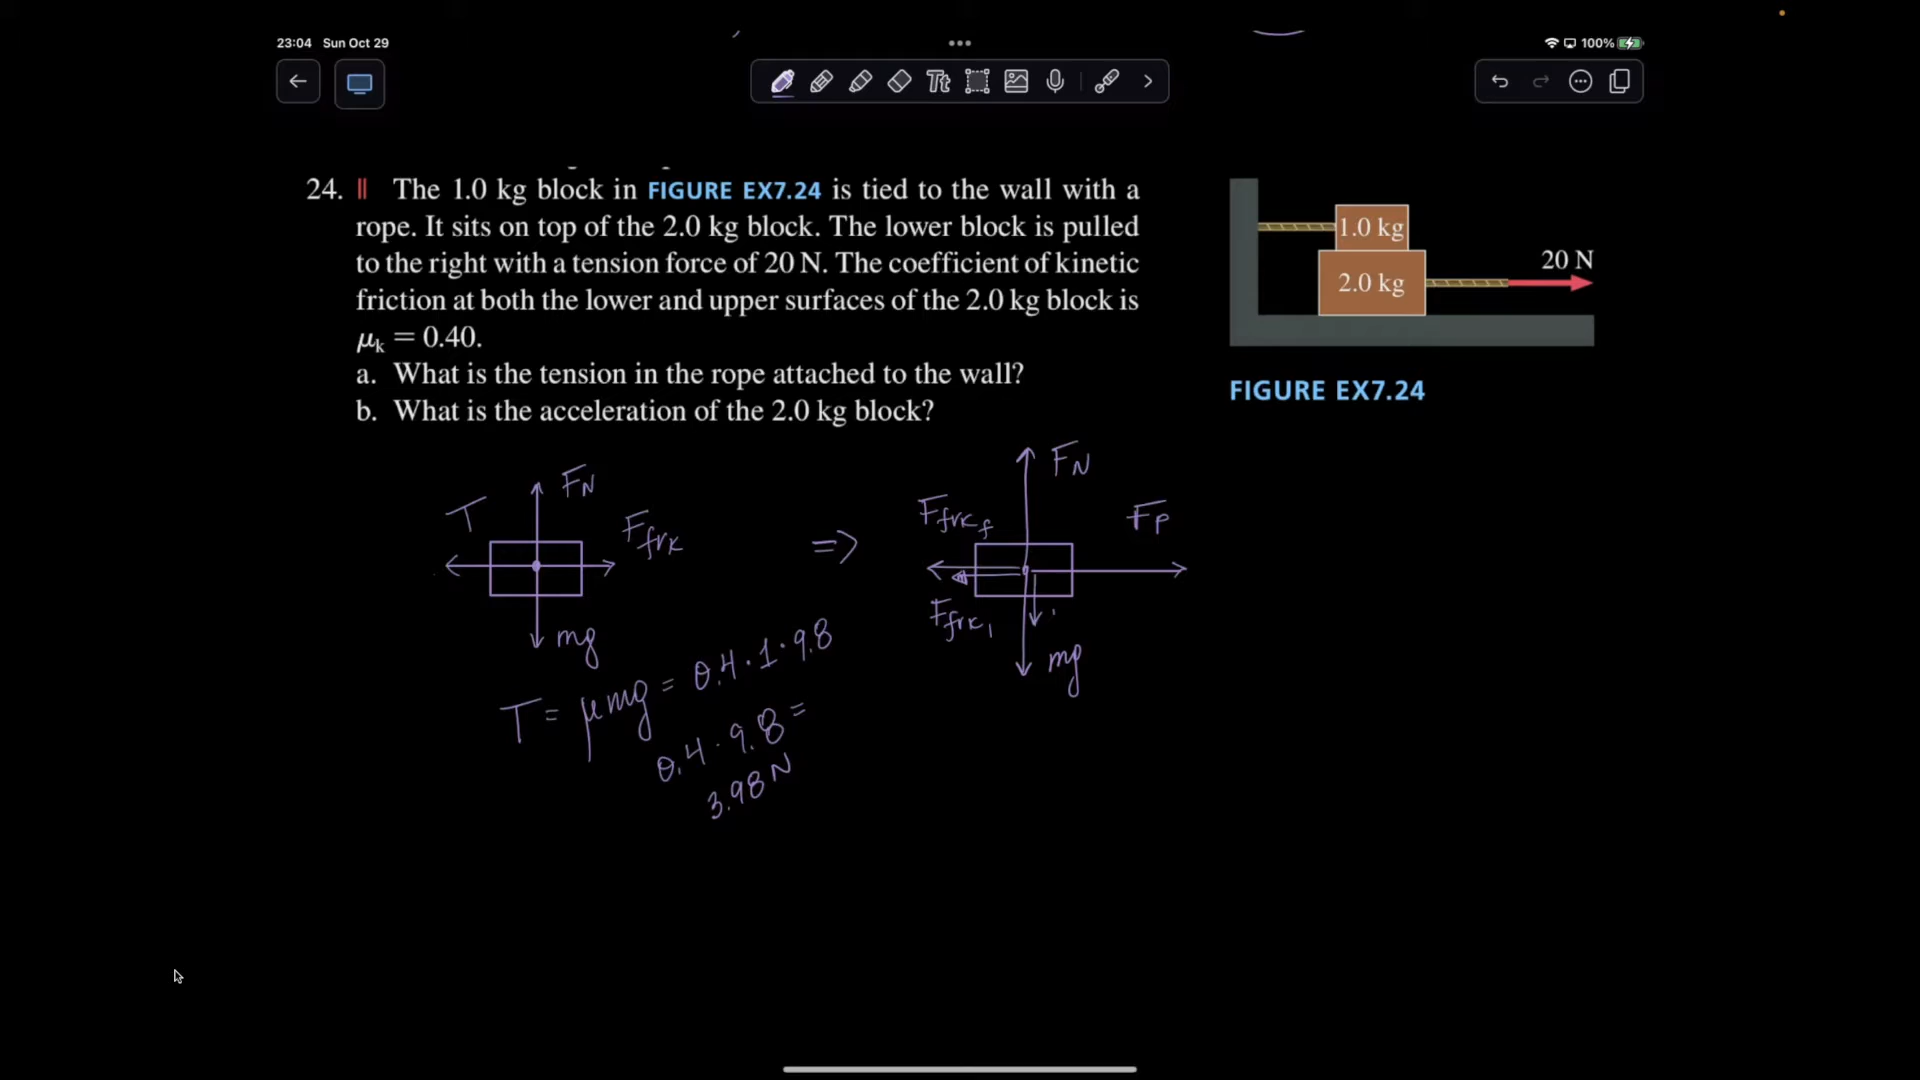 23:04 Sun Oct 29
100%
Tt
24. || The 1.0 kg block in FIGURE EX7.24 is tied to the wall with a
rope. It sits on top of the 2.0 kg block. The lower block is pulled
to the right with a tension force of 20 N. The coefficient of kinetic
friction at both the lower and upper surfaces of the 2.0 kg block is
μk = 0.40.
a. What is the tension in the rope attached to the wall?
b. What is the acceleration of the 2.0 kg block?
1.0 kg
2.0 kg
20 N
FIGURE EX7.24
T
FN
Ffrk
mg
=>
Ffrkf
FN
FP
Ffrk1
mg
T = μmg = 0.4·1·9.8
0.4·9.8=
3.98N